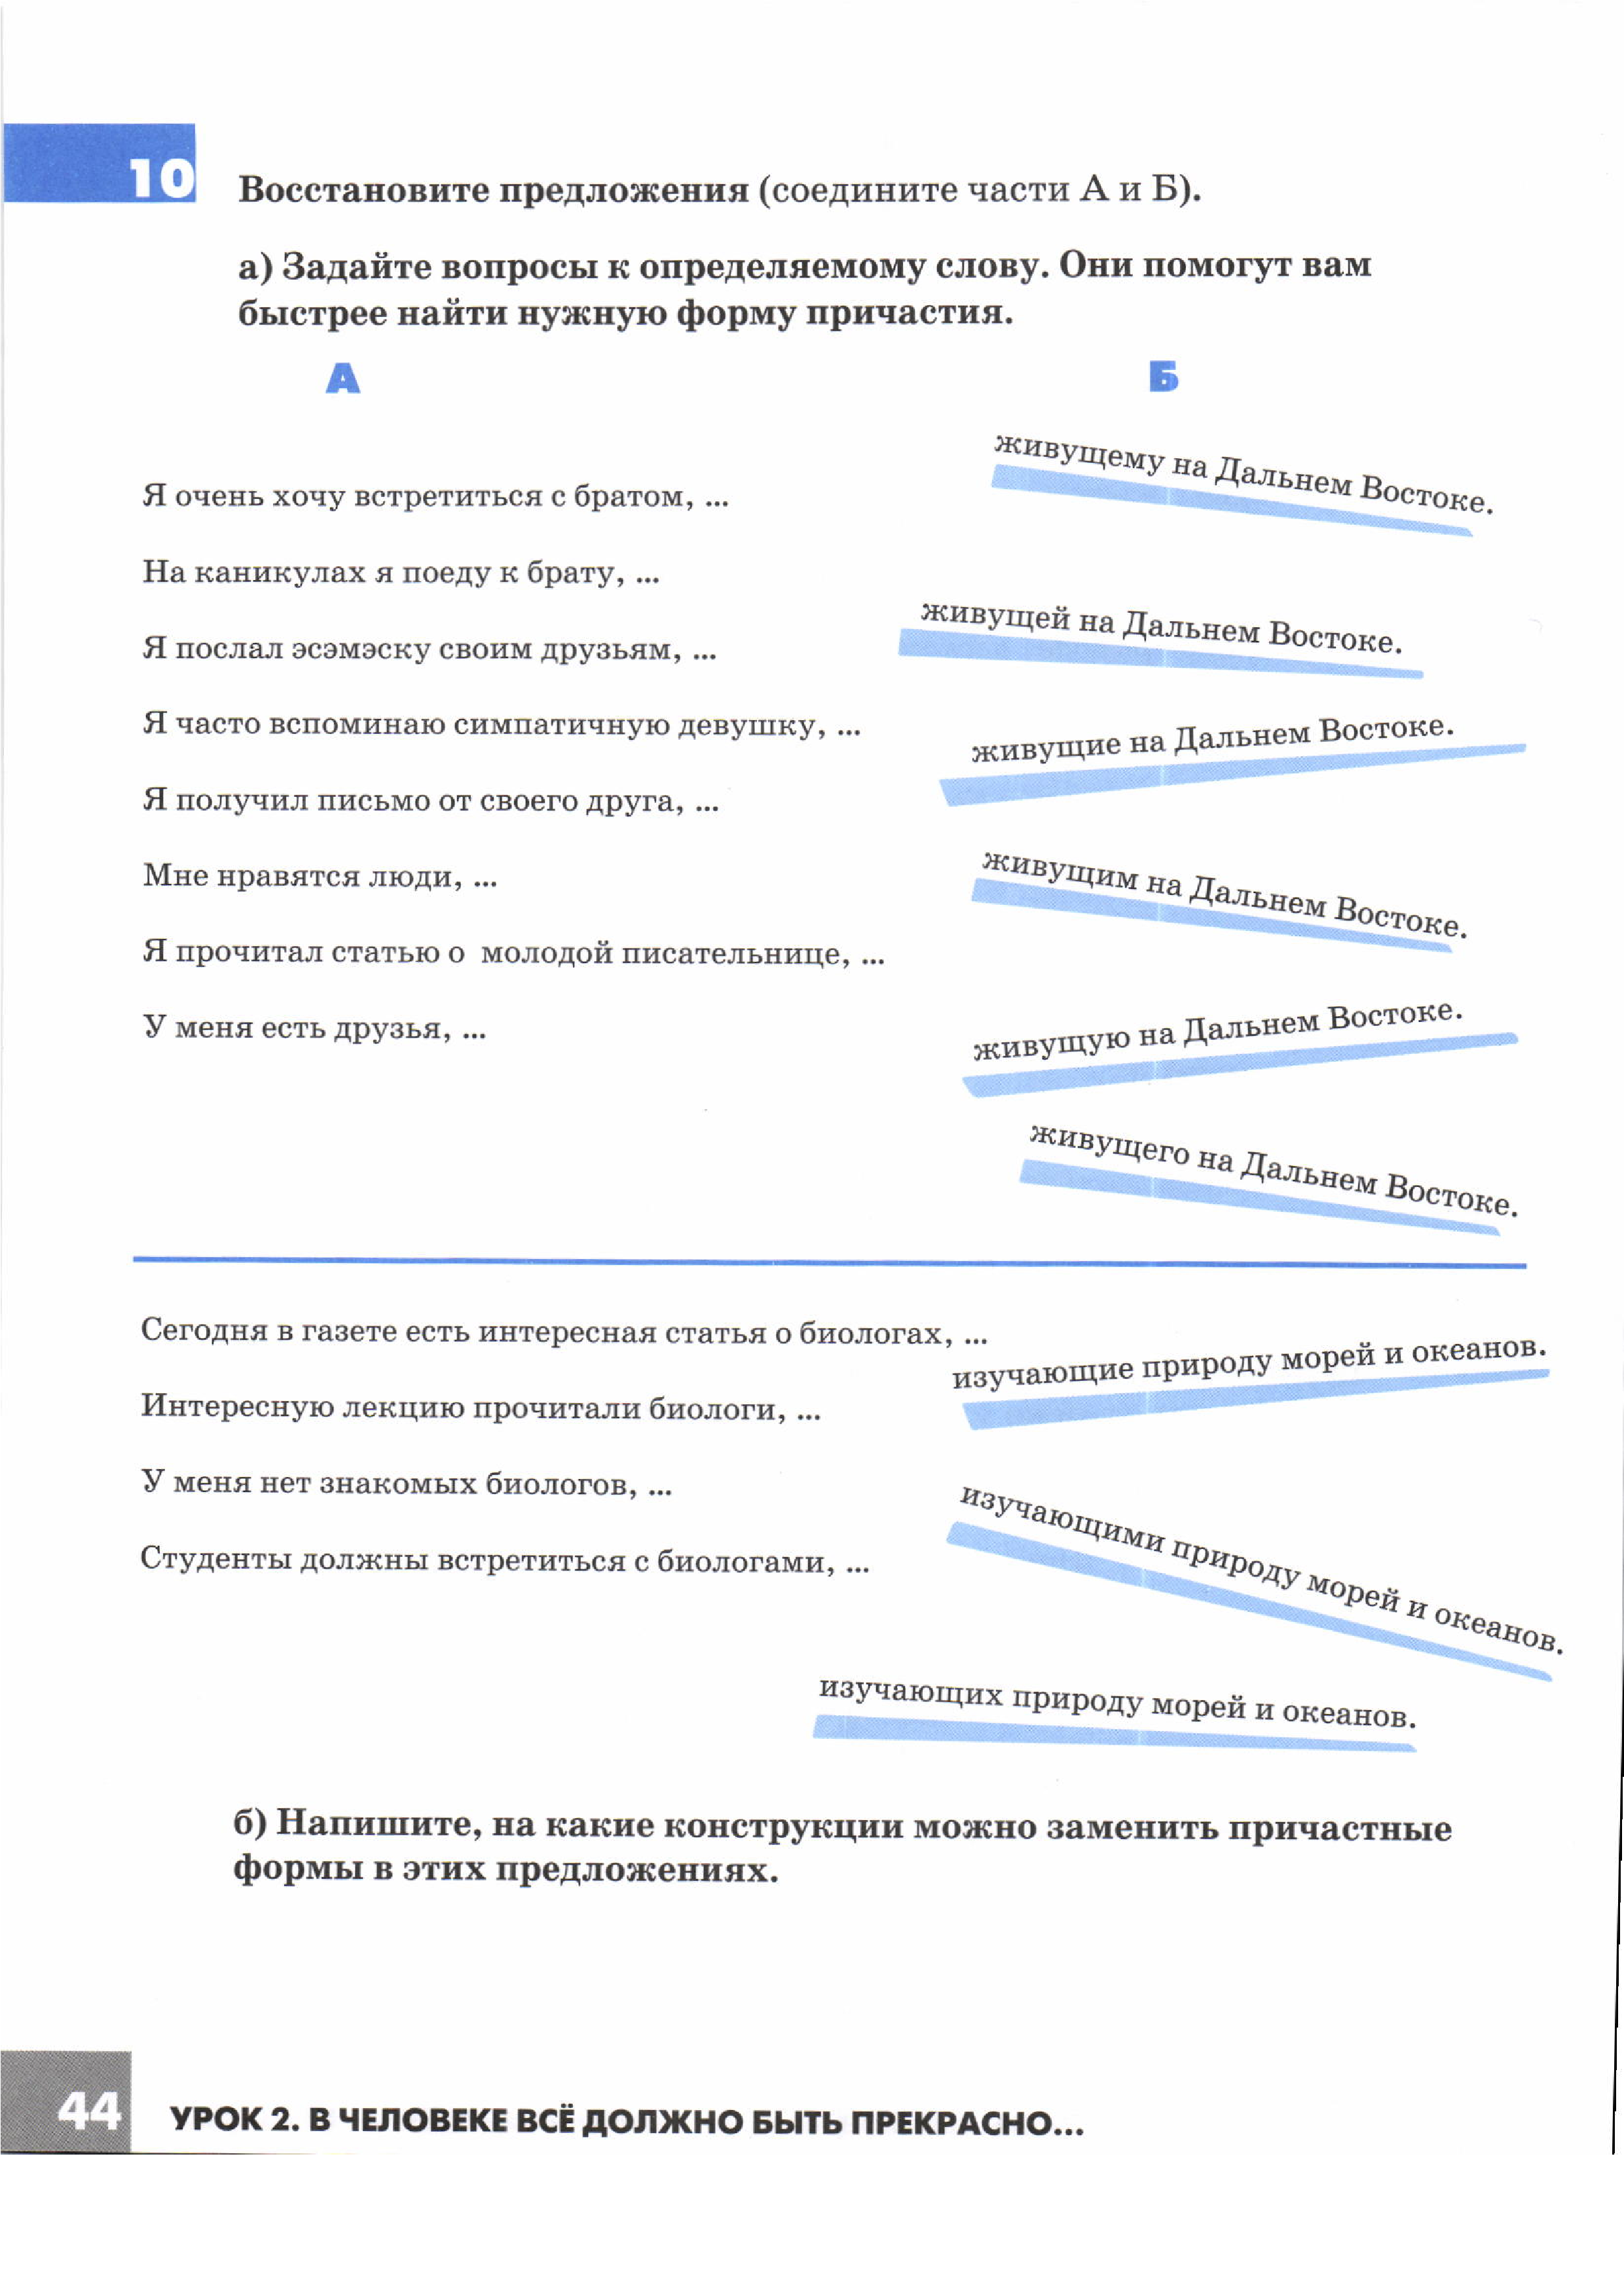 10
Восстановите предложения (соедините части А и Б).
а) Задайте вопросы к определяемому слову. Они помогут вам
быстрее найти нужную форму причастия.
А
Б
Я очень хочу встретиться с братом, ...
На каникулах я поеду к брату, ...
Я послал эсэмэску своим друзьям, ...
Я часто вспоминаю симпатичную девушку, ...
Я получил письмо от своего друга, ...
Мне нравятся люди, ...
Я прочитал статью о молодой писательнице, ...
У меня есть друзья, ...
живущему на Дальнем Востоке.
живущей на Дальнем Востоке.
живущие на Дальнем Востоке.
живущим на Дальнем Востоке.
живущую на Дальнем Востоке.
живущего на Дальнем Востоке.
Сегодня в газете есть интересная статья о биологах, ...
Интересную лекцию прочитали биологи, ...
У меня нет знакомых биологов, ...
Студенты должны встретиться с биологами, ...
изучающие природу морей и океанов.
изучающими природу морей и океанов.
изучающих природу морей и океанов.
б) Напишите, на какие конструкции можно заменить причастные
формы в этих предложениях.
44
УРОК 2. В ЧЕЛОВЕКЕ ВСЁ ДОЛЖНО БЫТЬ ПРЕКРАСНО...